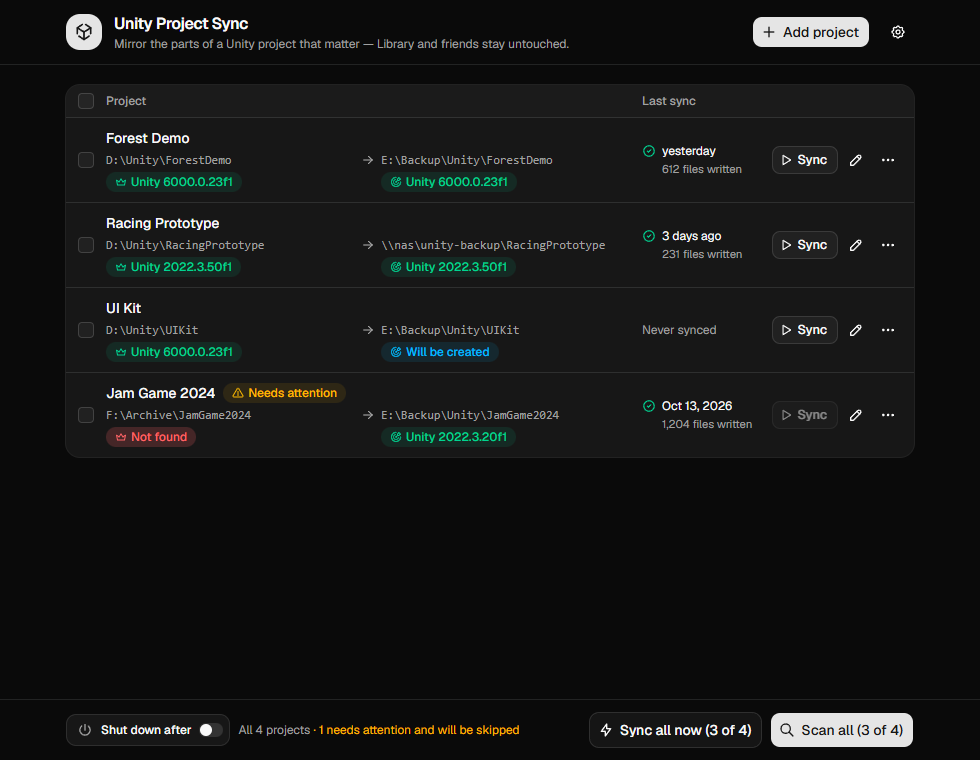 Unity Project Sync
Mirror the parts of a Unity project that matter — Library and friends stay untouched.
Add project
Project
Last sync
Forest Demo
D:\Unity\ForestDemo
→ E:\Backup\Unity\ForestDemo
Unity 6000.0.23f1
Unity 6000.0.23f1
yesterday
612 files written
Sync
Racing Prototype
D:\Unity\RacingPrototype
→ \\nas\unity-backup\RacingPrototype
Unity 2022.3.50f1
Unity 2022.3.50f1
3 days ago
231 files written
Sync
UI Kit
D:\Unity\UIKit
→ E:\Backup\Unity\UIKit
Unity 6000.0.23f1
Will be created
Never synced
Sync
Jam Game 2024
Needs attention
F:\Archive\JamGame2024
→ E:\Backup\Unity\JamGame2024
Not found
Unity 2022.3.20f1
Oct 13, 2026
1,204 files written
Sync
Shut down after
All 4 projects · 1 needs attention and will be skipped
Sync all now (3 of 4)
Scan all (3 of 4)